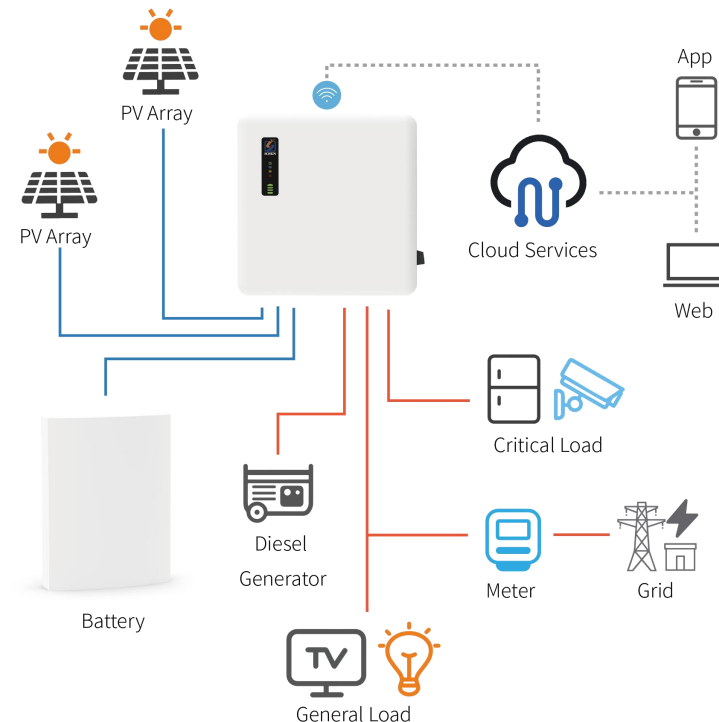 App
PV Array
PV Array
Cloud Services
Web
Critical Load
Diesel
Generator
Meter
Grid
Battery
TV
General Load